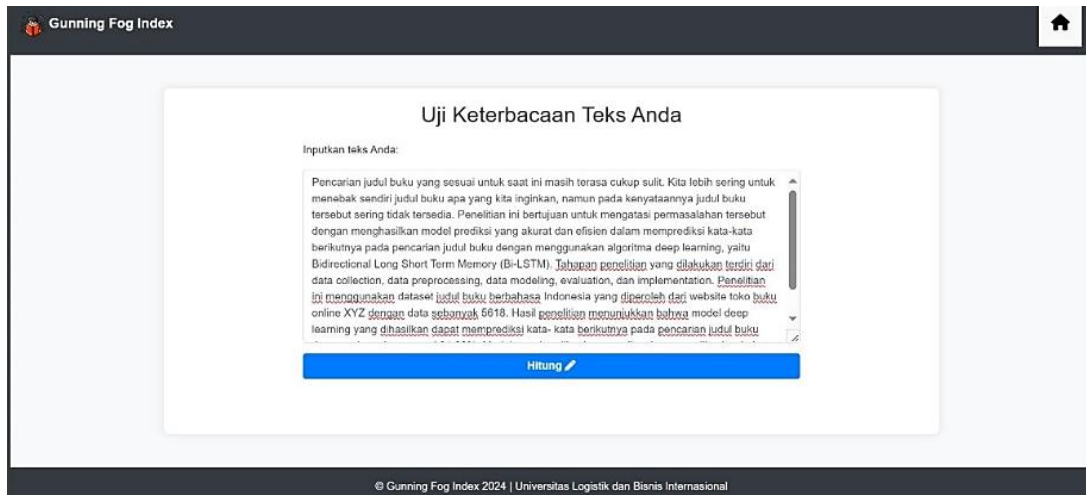 Gunning Fog Index
Uji Keterbacaan Teks Anda
Inputkan teks Anda:
Pencarian judul buku yang sesuai untuk saat ini masih terasa cukup sulit. Kita lebih sering untuk
menebak sendiri judul buku apa yang kita inginkan, namun pada kenyataannya judul buku
tersebut sering tidak tersedia. Penelitian ini bertujuan untuk mengatasi permasalahan tersebut
dengan menghasilkan model prediksi yang akurat dan efisien dalam memprediksi kata-kata
berikutnya pada pencarian judul buku dengan menggunakan algoritma deep learning, yaitu
Bidirectional Long Short Term Memory (Bi-LSTM). Tahapan penelitian yang dilakukan terdiri dari
data collection, data preprocessing, data modeling, evaluation, dan implementation. Penelitian
ini menggunakan dataset judul buku berbahasa Indonesia yang diperoleh dari website toko buku
online XYZ dengan data sebanyak 5618. Hasil penelitian menunjukkan bahwa model deep
learning yang dihasilkan dapat memprediksi kata- kata berikutnya pada pencarian judul buku
Hitung
© Gunning Fog Index 2024 | Universitas Logistik dan Bisnis Internasional